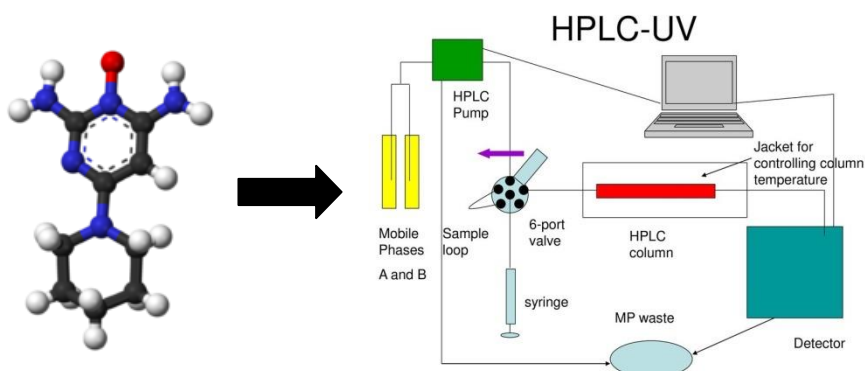 HPLC-UV
HPLC
Pump
Jacket for
controlling column
temperature
Mobile
Phases
A and B
Sample
loop
6-port
valve
HPLC
column
syringe
MP waste
Detector